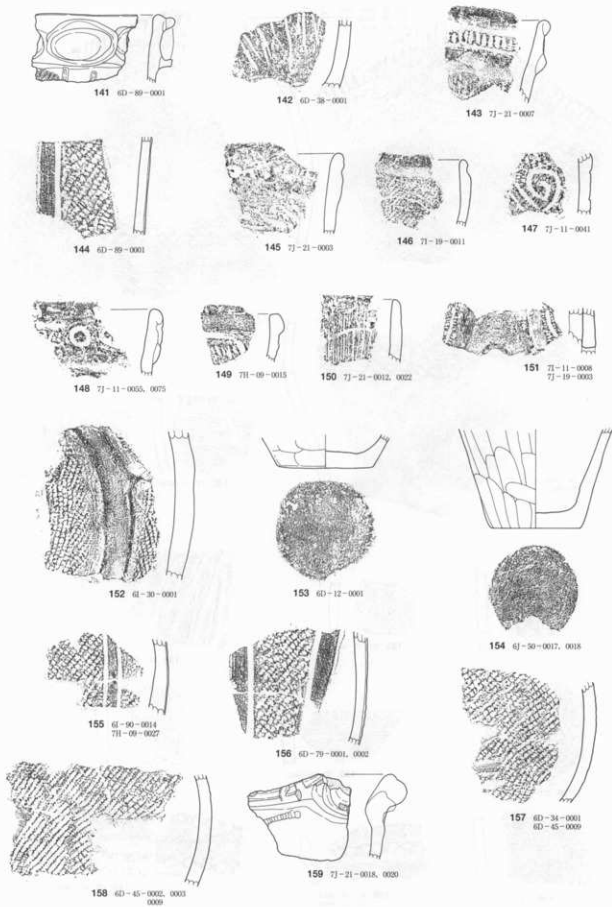 141 6D-89-0001
142 6D-38-0001
143 7J-21-0007
144 6D-89-0001
145 7J-21-0003
146 7I-19-0011
147 7J-11-0041
148 7J-11-0055, 0075
149 7H-09-0015
150 7J-21-0012, 0022
151 7I-11-0008
7J-19-0003
152 6I-30-0001
153 6D-12-0001
154 6J-50-0017, 0018
155 6I-90-0014
7H-09-0027
156 6D-79-0001, 0002
157 6D-34-0001
6D-45-0009
158 6D-45-0002, 0003
0009
159 7J-21-0018, 0020